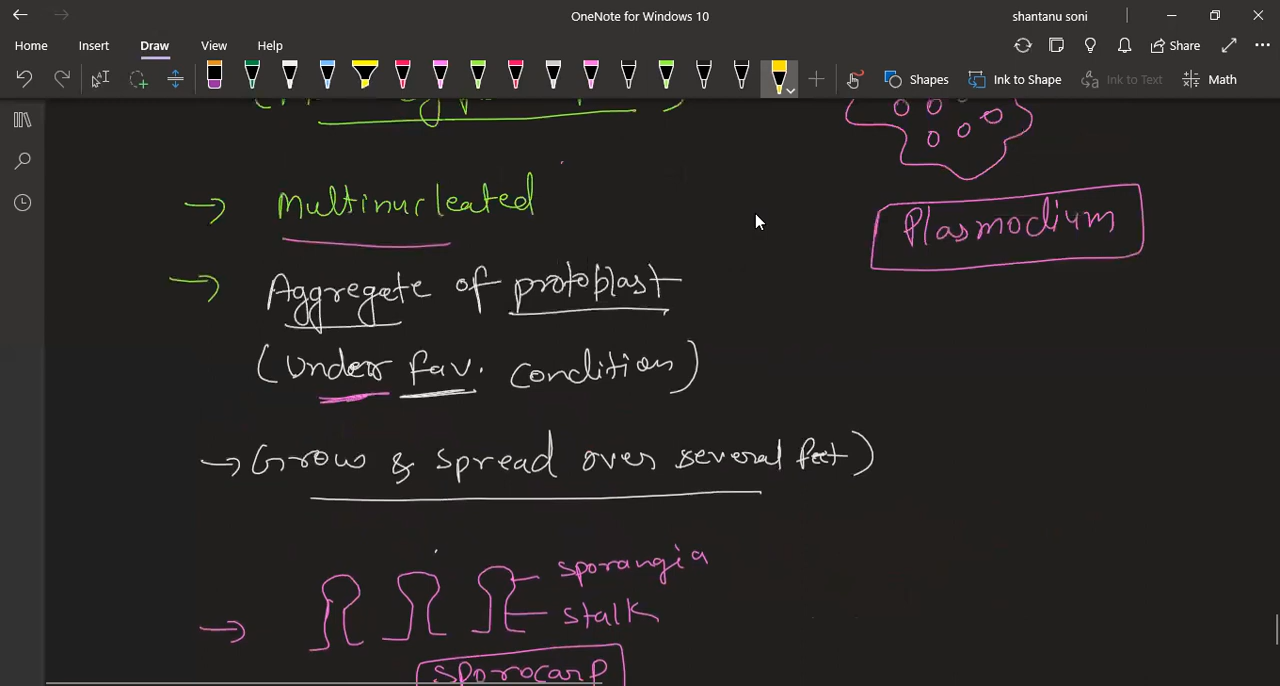 OneNote for Windows 10
shantanu soni
Home Insert Draw View Help
Share
Shapes Ink to Shape Ink to Text Math
→ Multinucleated
Plasmodium
→ Aggregate of protoplast
(Under fav. condition)
→ Grow & spread over several feet)
sporangia
→ stalk
sporocarp